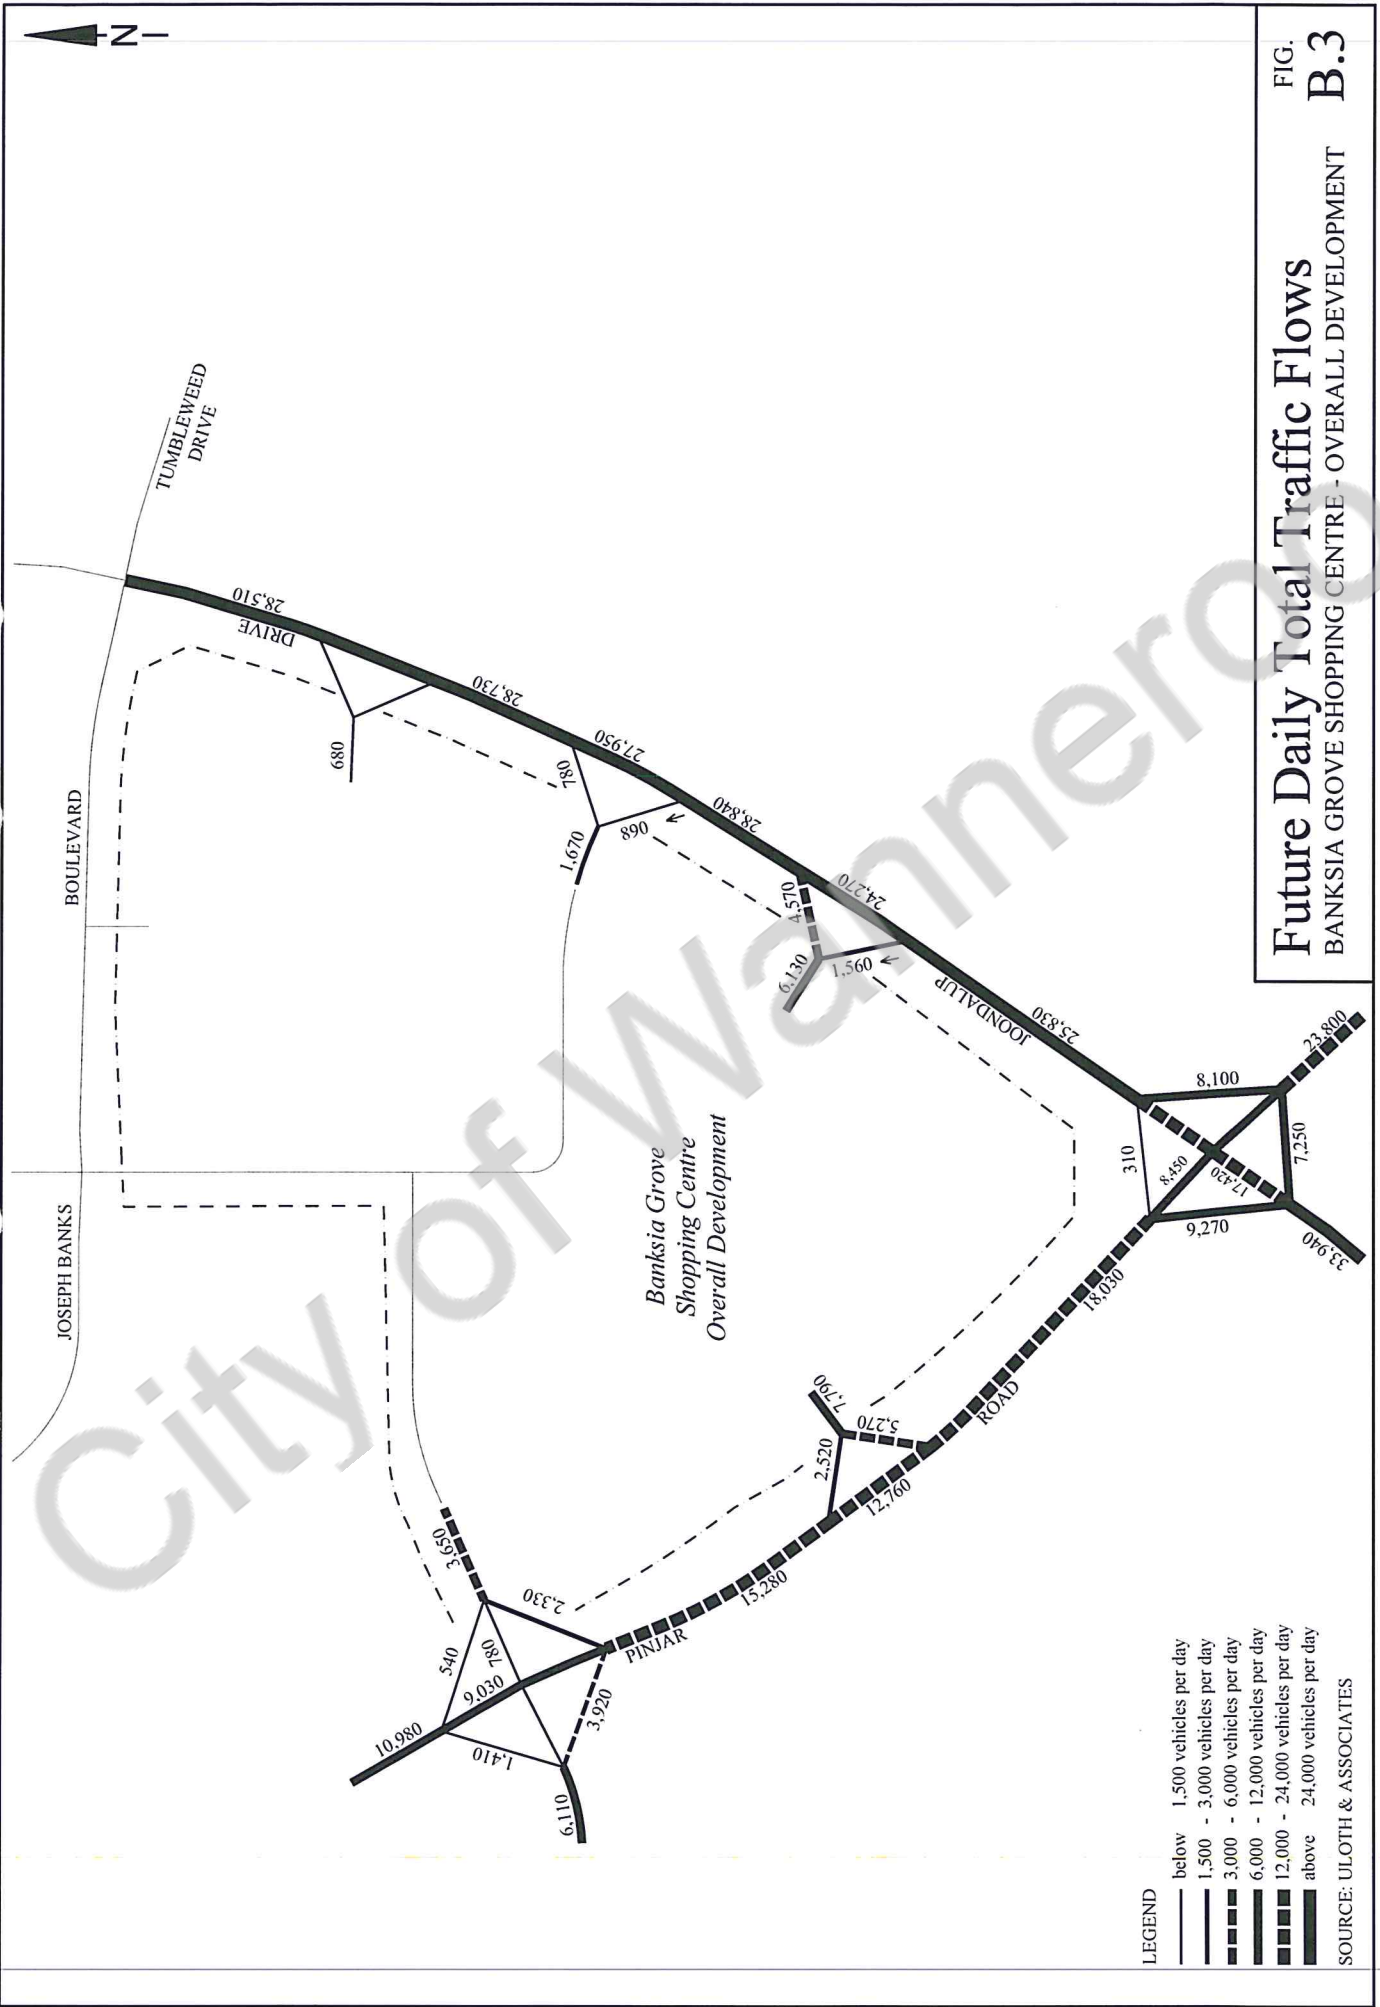 N
JOSEPH BANKS
BOULEVARD
TUMBLEWEED
DRIVE
28,510
DRIVE
680
28,730
27,950
780
1,670
890
28,840
4,570
24,270
6,130
1,560
JOONDALUP
25,830
Banksia Grove
Shopping Centre
Overall Development
3,650
540
780
2,330
9,030
10,980
1,410
3,920
6,110
PINJAR
15,280
2,520
7,790
5,270
12,760
ROAD
18,030
310
8,100
8,450
17,420
9,270
7,250
23,800
33,940
LEGEND
below 1,500 vehicles per day
1,500 - 3,000 vehicles per day
3,000 - 6,000 vehicles per day
6,000 - 12,000 vehicles per day
12,000 - 24,000 vehicles per day
above 24,000 vehicles per day
SOURCE: ULOTH & ASSOCIATES
Future Daily Total Traffic Flows
BANKSIA GROVE SHOPPING CENTRE - OVERALL DEVELOPMENT
FIG.
B.3
City of Wanneroo